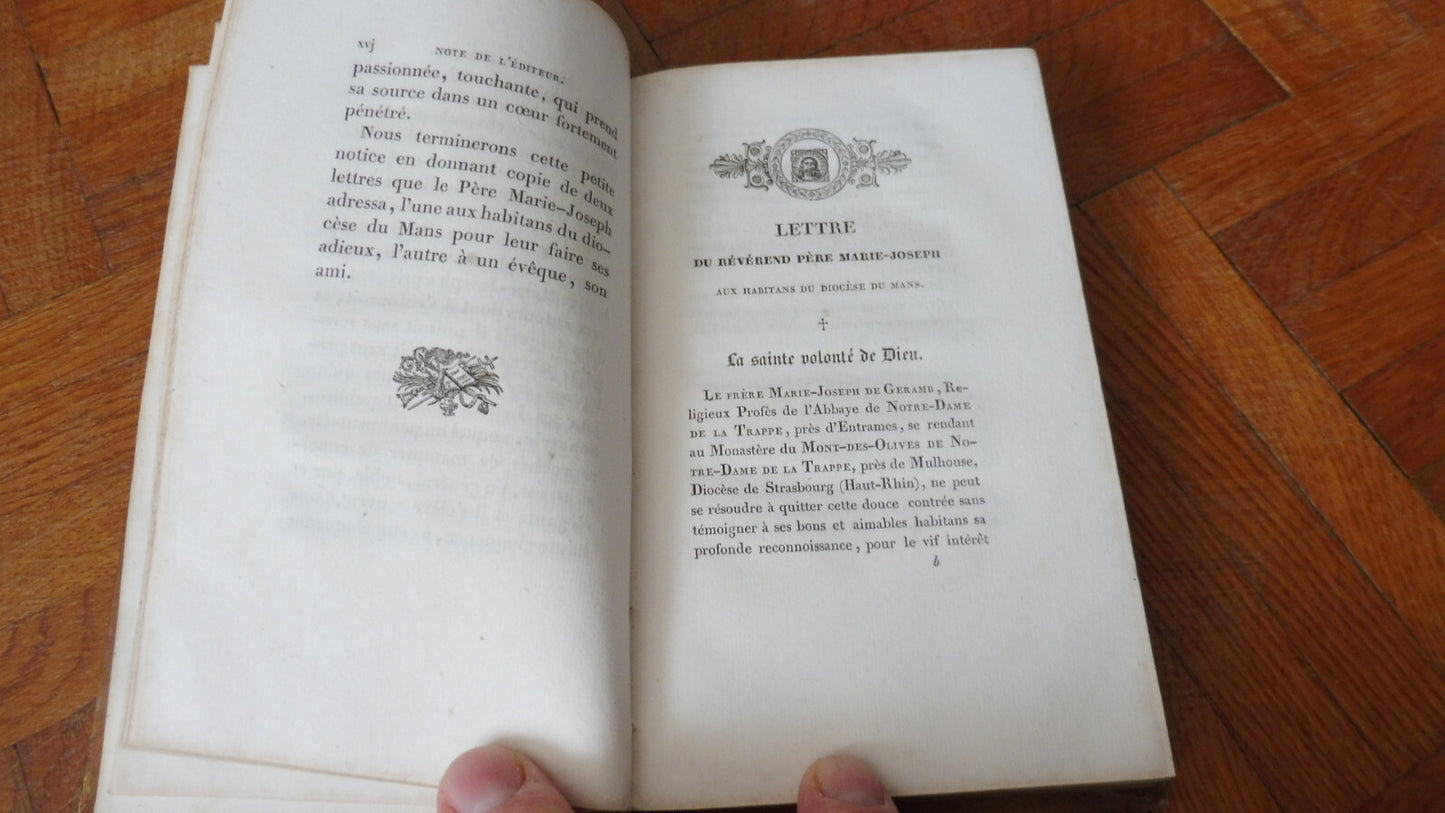 xvj NOTE DE L'ÉDITEUR.
passionnée, touchante, qui prend
sa source dans un cœur fortement
pénétré.
Nous terminerons cette petite
notice en donnant copie de deux
lettres que le Père Marie-Joseph
adressa, l'une aux habitans du dio-
cèse du Mans pour leur faire ses
adieux, l'autre à un évêque, son
ami.
LETTRE
DU RÉVÉREND PÈRE MARIE-JOSEPH
AUX HABITANS DU DIOCÈSE DU MANS.
✝
La sainte volonté de Dieu.
LE FRÈRE MARIE-JOSEPH DE GERAMB, Re-
ligieux Profès de l'Abbaye de NOTRE-DAME
DE LA TRAPPE, près d'Entrames, se rendant
au Monastère du MONT-DES-OLIVES DE NO-
TRE-DAME DE LA TRAPPE, près de Mulhouse,
Diocèse de Strasbourg (Haut-Rhin), ne peut
se résoudre à quitter cette douce contrée sans
témoigner à ses bons et aimables habitans sa
profonde reconnoissance, pour le vif intérêt
b